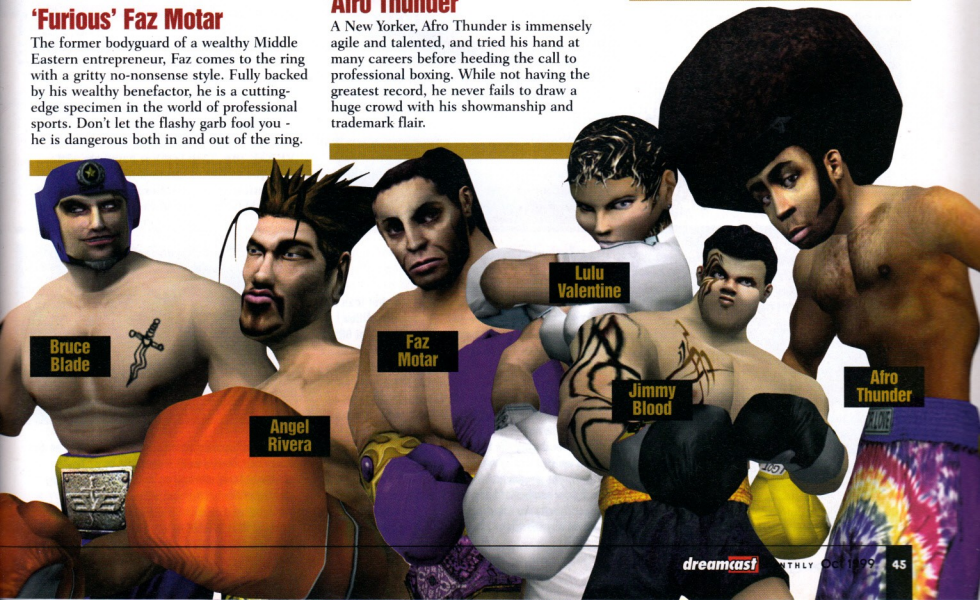 'Furious' Faz Motar
The former bodyguard of a wealthy Middle
Eastern entrepreneur, Faz comes to the ring
with a gritty no-nonsense style. Fully backed
by his wealthy benefactor, he is a cutting-
edge specimen in the world of professional
sports. Don't let the flashy garb fool you -
he is dangerous both in and out of the ring.
Afro Thunder
A New Yorker, Afro Thunder is immensely
agile and talented, and tried his hand at
many careers before heeding the call to
professional boxing. While not having the
greatest record, he never fails to draw a
huge crowd with his showmanship and
trademark flair.
Bruce
Blade
Angel
Rivera
Faz
Motar
Lulu
Valentine
Jimmy
Blood
Afro
Thunder
R.LOVE
dreamcast NTHLY Oct 1999 45